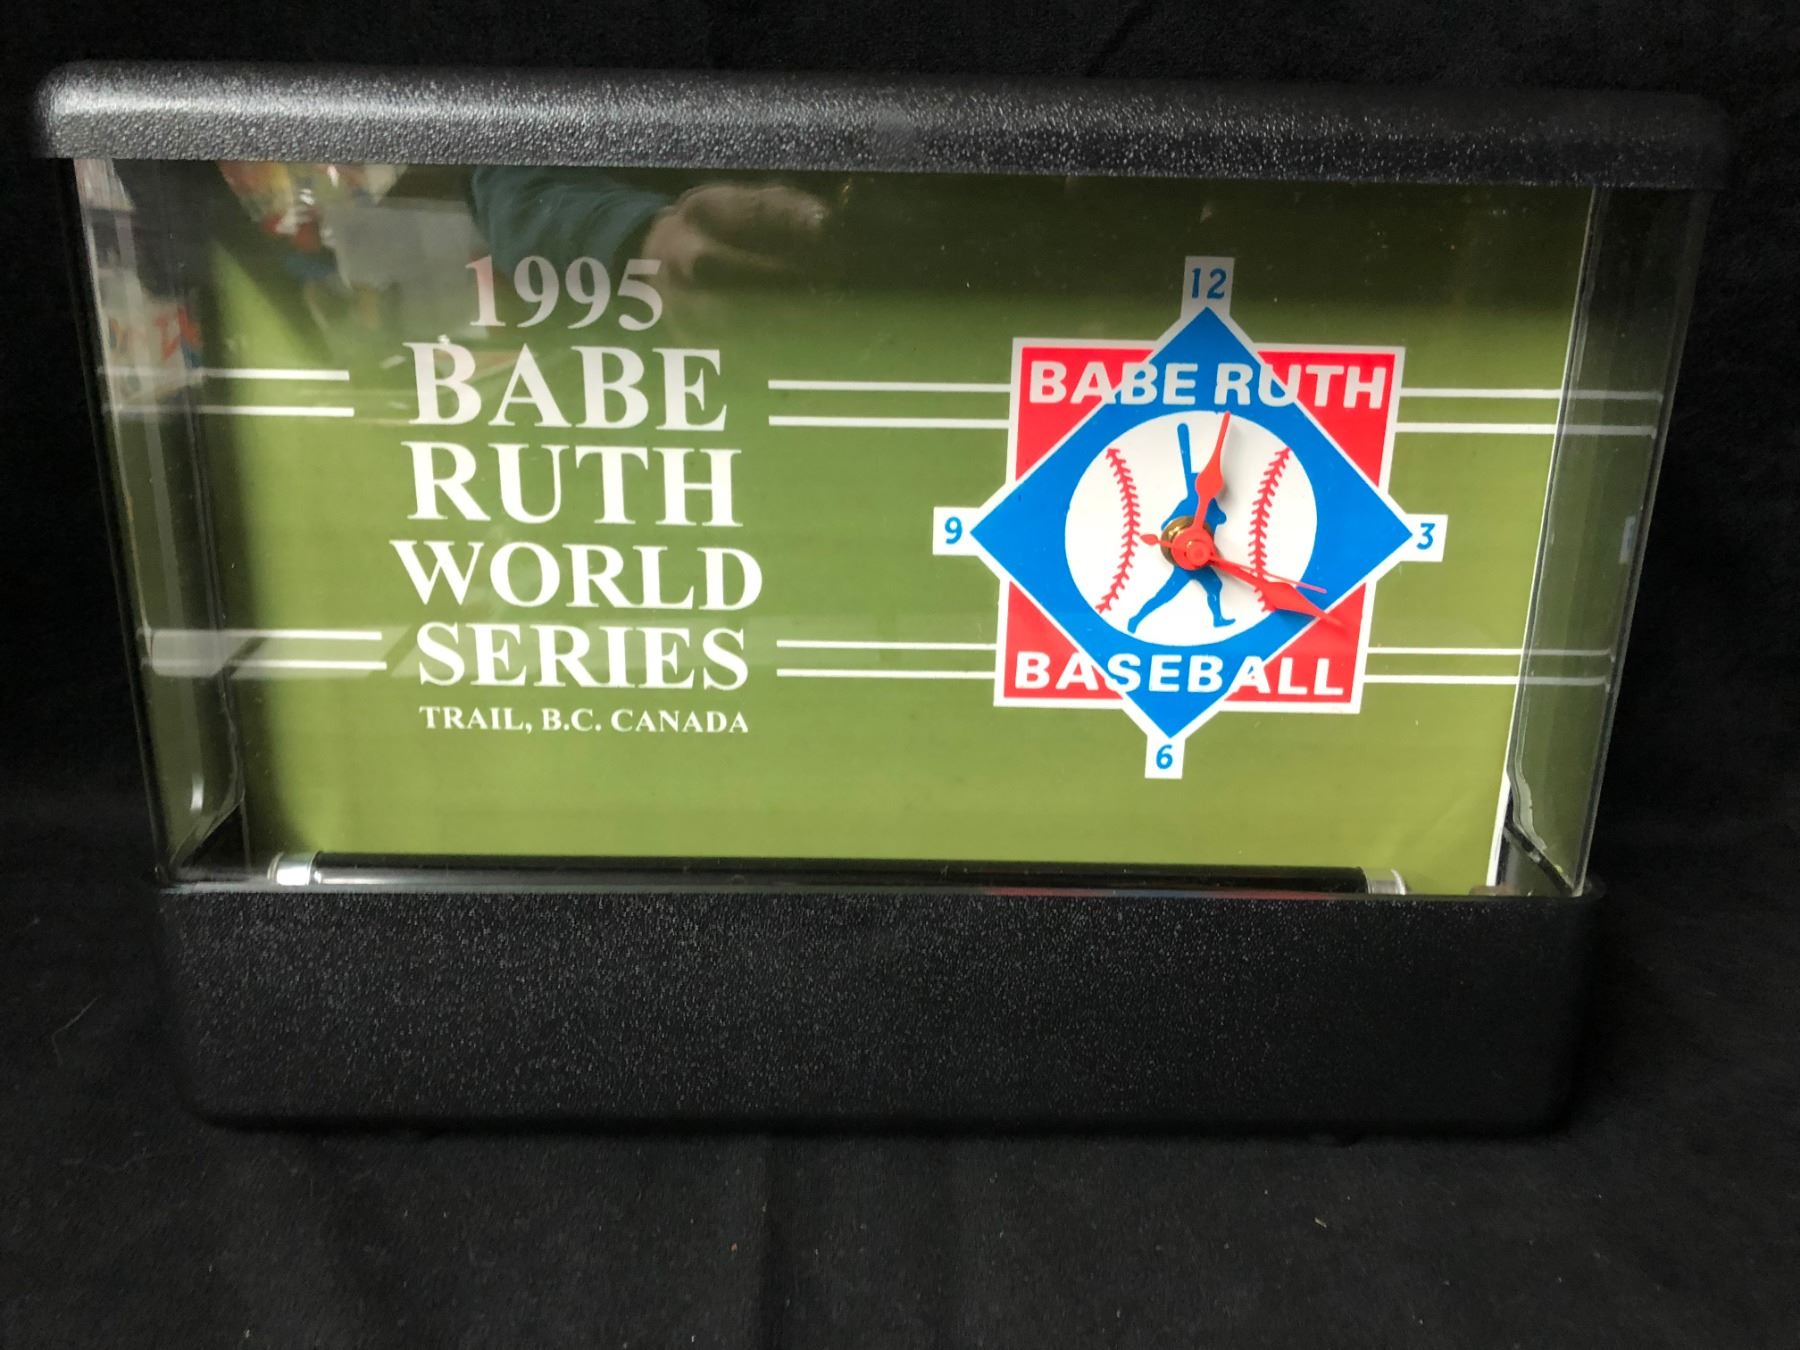 1995
BABE
RUTH
WORLD
SERIES
TRAIL, B.C. CANADA
12
BABE RUTH
9
3
BASEBALL
6